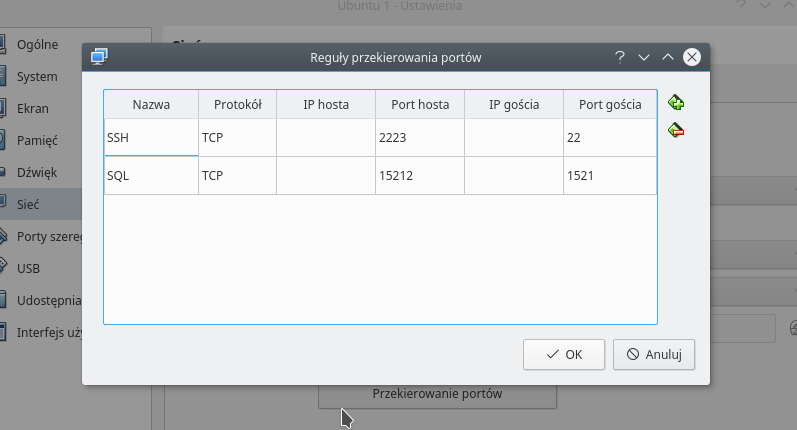 Ubuntu 1 - Ustawienia
Ogólne
System
Ekran
Pamięć
Dźwięk
Sieć
Porty szereg
USB
Udostępnia
Interfejs uży
Reguły przekierowania portów
Nazwa Protokół IP hosta Port hosta IP gościa Port gościa
SSH TCP 2223 22
SQL TCP 15212 1521
OK Anuluj
Przekierowanie portów